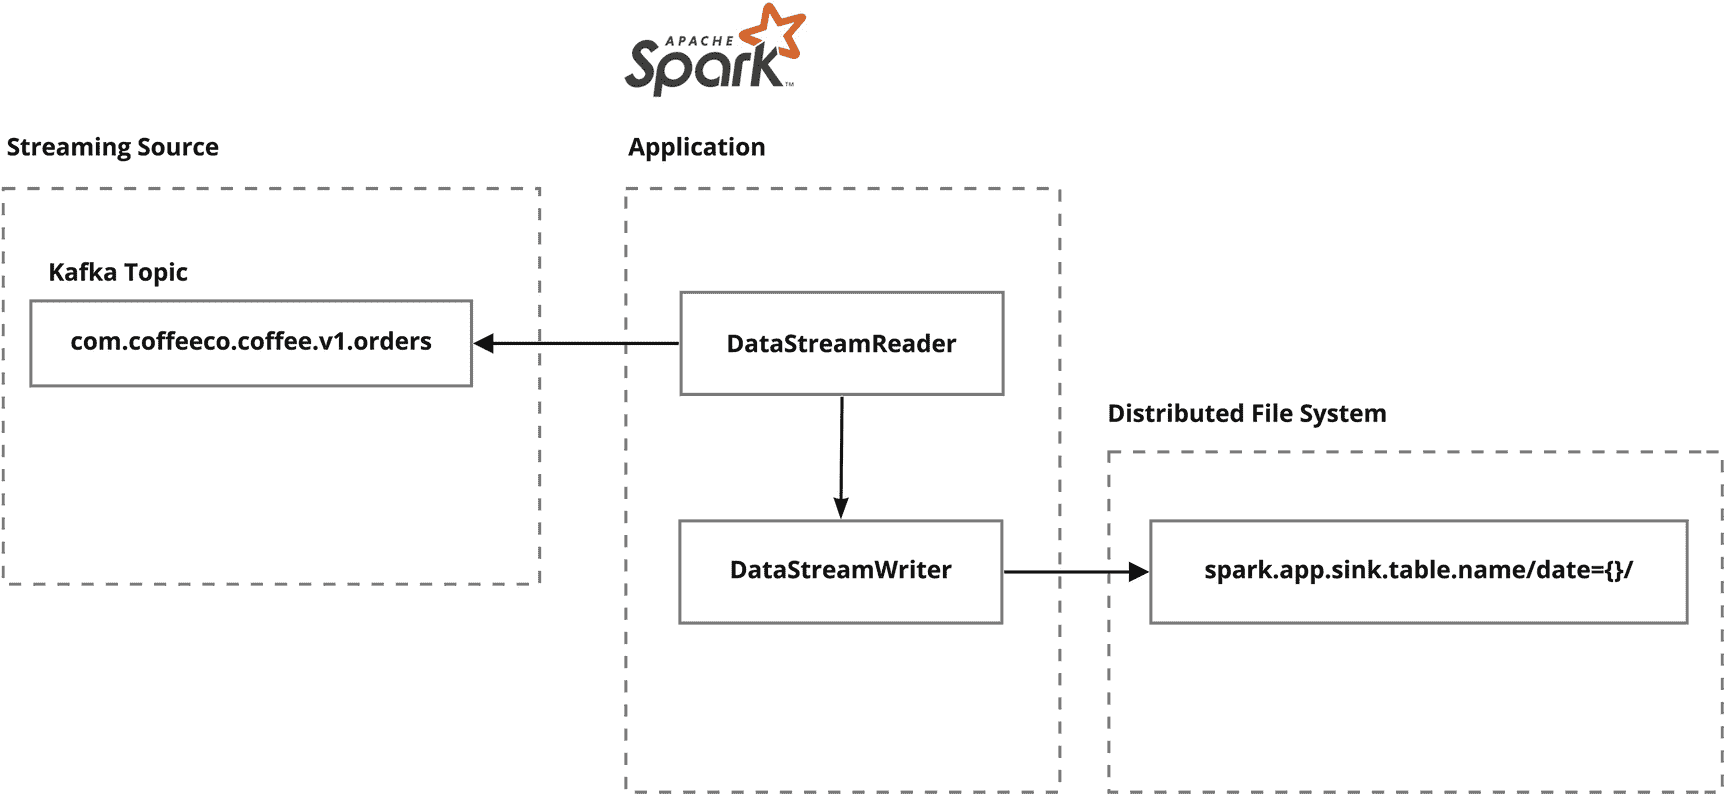 APACHE
Spark™
Streaming Source
Application
Kafka Topic
com.coffeeco.coffee.v1.orders
DataStreamReader
Distributed File System
DataStreamWriter
spark.app.sink.table.name/date={}/